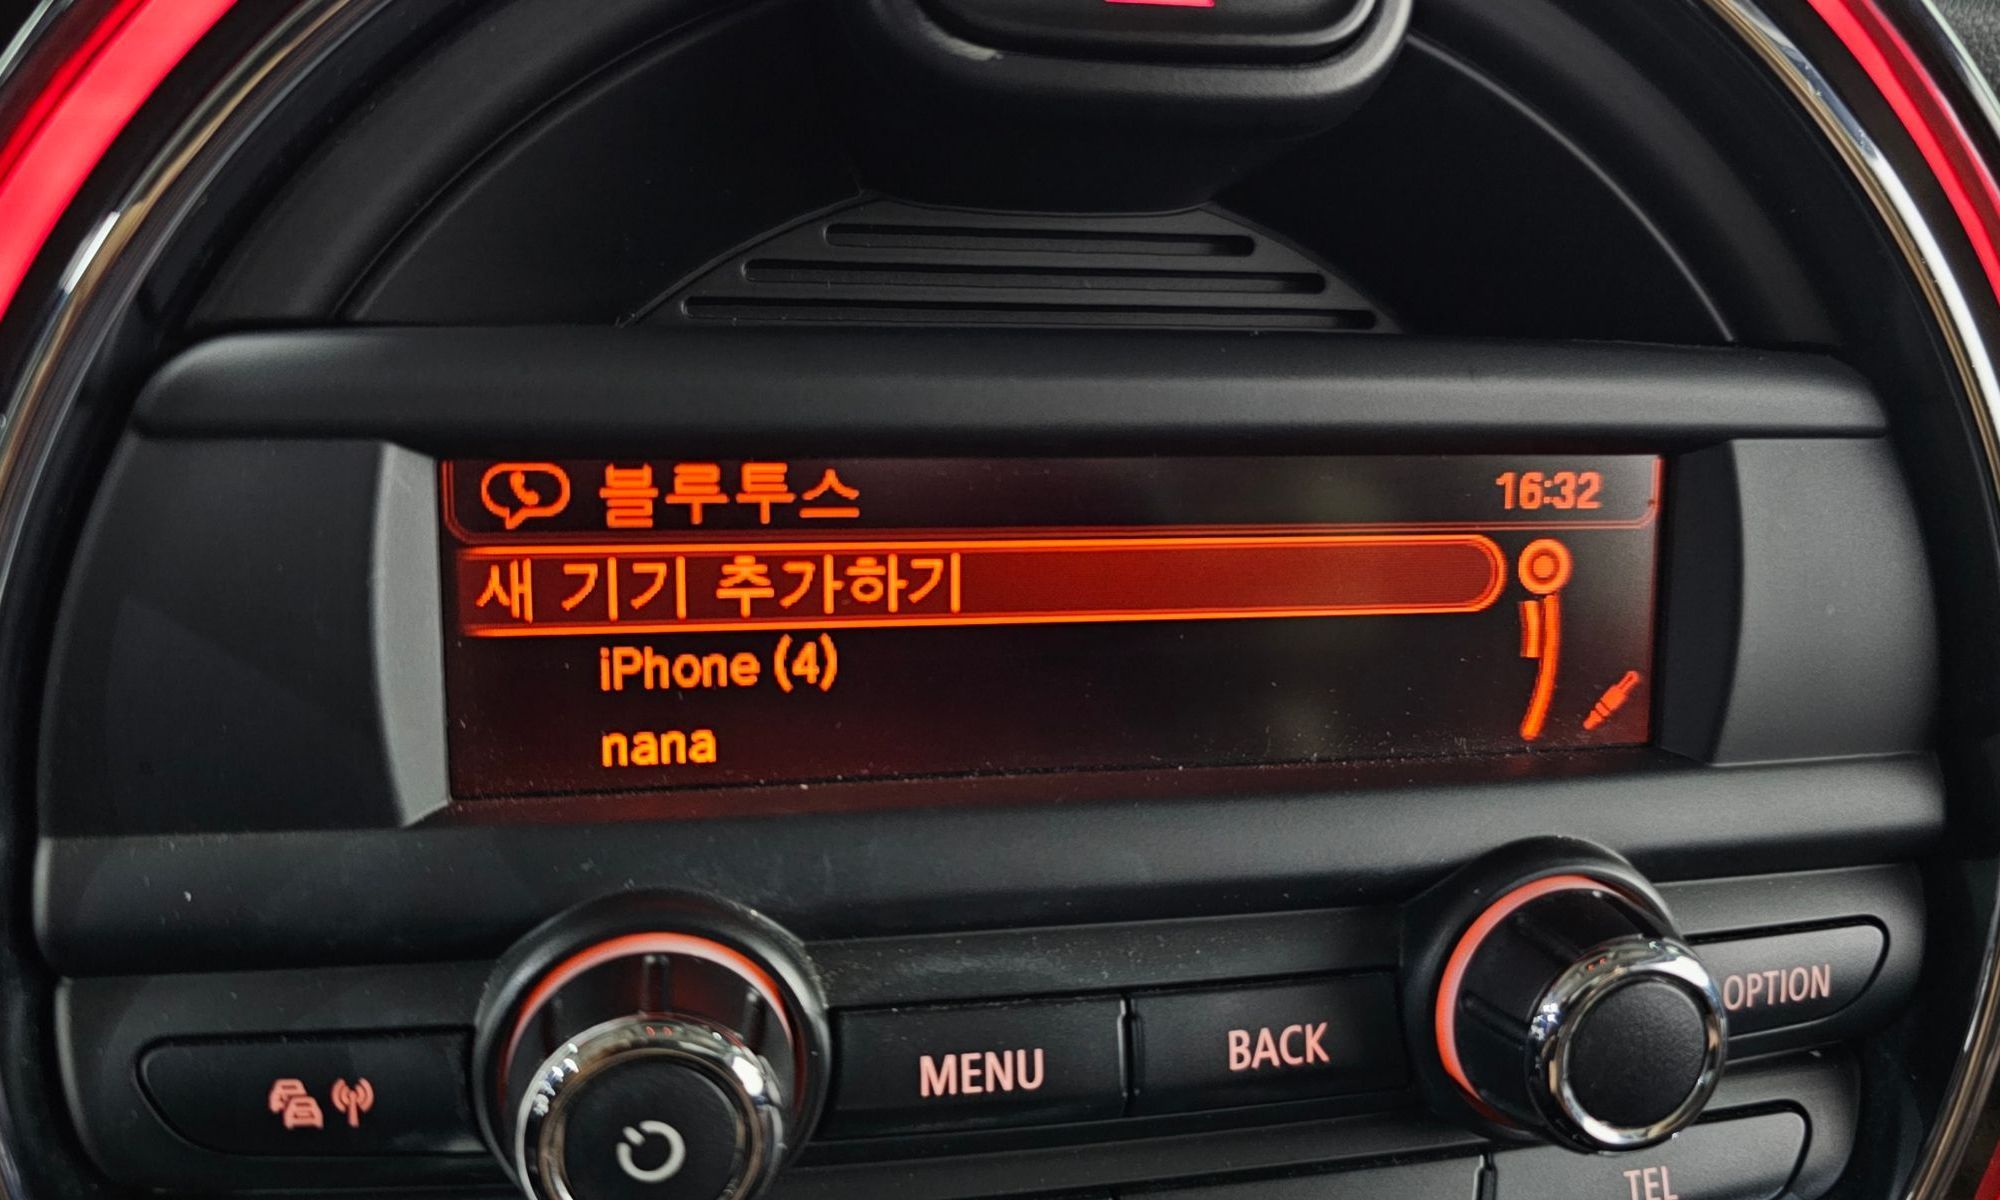 블루투스 16:32
새 기기 추가하기
iPhone (4)
nana
MENU
BACK
OPTION
TEL